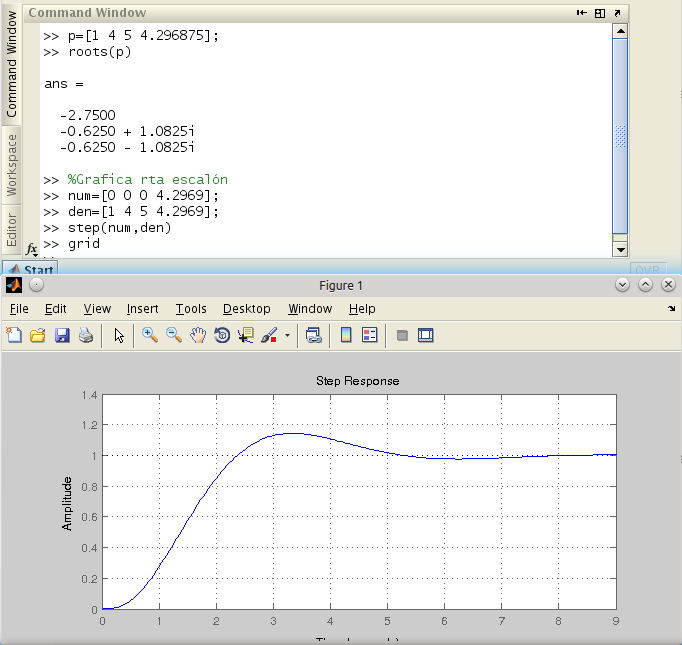 Command Window
Command Window
Workspace
Editor
>> p=[1 4 5 4.296875];
>> roots(p)
ans =
-2.7500
-0.6250 + 1.0825i
-0.6250 - 1.0825i
>> %Grafica rta escalón
>> num=[0 0 0 4.2969];
>> den=[1 4 5 4.2969];
>> step(num,den)
fx >> grid
Start
OVR
Figure 1
File Edit View Insert Tools Desktop Window Help
Step Response
Amplitude
1.4
1.2
1
0.8
0.6
0.4
0.2
0
0 1 2 3 4 5 6 7 8 9